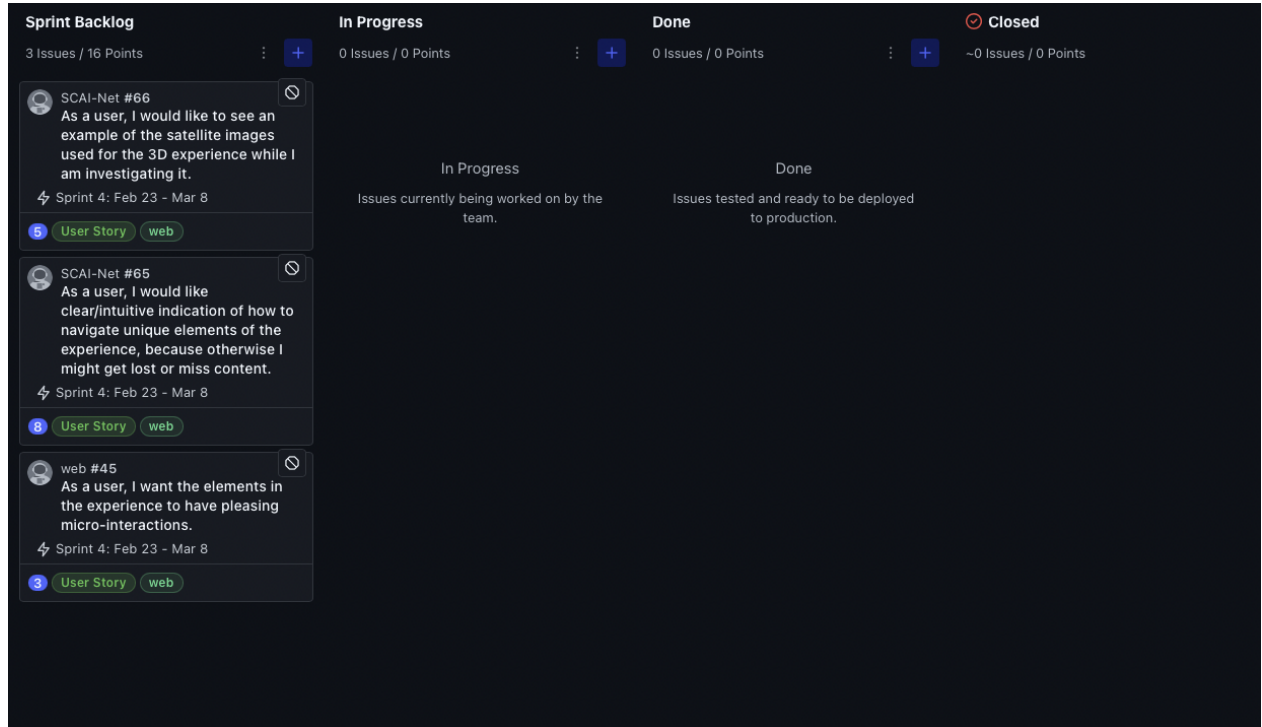 Sprint Backlog
3 Issues / 16 Points
SCAI-Net #66
As a user, I would like to see an
example of the satellite images
used for the 3D experience while I
am investigating it.
Sprint 4: Feb 23 - Mar 8
5 User Story web
SCAI-Net #65
As a user, I would like
clear/intuitive indication of how to
navigate unique elements of the
experience, because otherwise I
might get lost or miss content.
Sprint 4: Feb 23 - Mar 8
8 User Story web
web #45
As a user, I want the elements in
the experience to have pleasing
micro-interactions.
Sprint 4: Feb 23 - Mar 8
3 User Story web
In Progress
0 Issues / 0 Points
In Progress
Issues currently being worked on by the
team.
Done
0 Issues / 0 Points
Done
Issues tested and ready to be deployed
to production.
Closed
~0 Issues / 0 Points